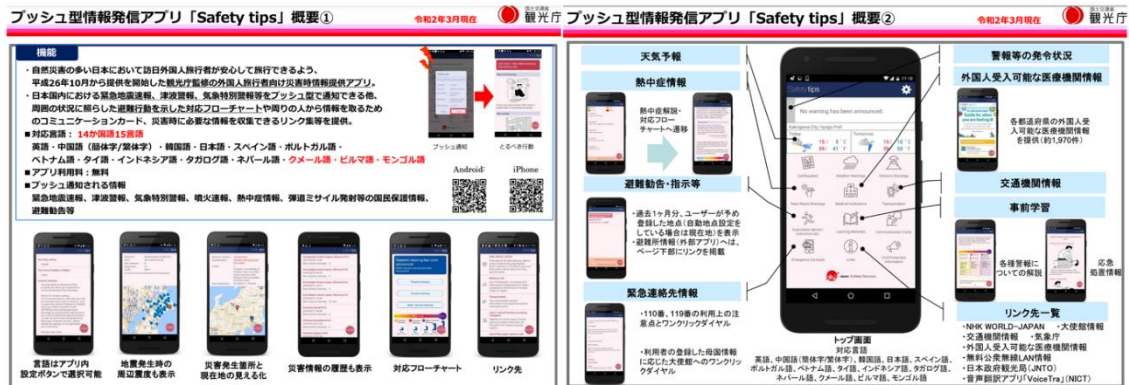 プッシュ型情報発信アプリ「Safety tips」概要①
令和2年3月現在
国土交通省
観光庁
機能
・自然災害の多い日本において訪日外国人旅行者が安心して旅行できるよう、
平成26年10月から提供を開始した観光庁監修の外国人旅行者向け災害時情報提供アプリ。
・日本国内における緊急地震速報、津波警報、気象特別警報等をプッシュ型で通知できる他、
周囲の状況に照らした避難行動を示した対応フローチャートや周りの人から情報を取るため
のコミュニケーションカード、災害時に必要な情報を収集できるリンク集等を提供。
■対応言語: 14か国語15言語
英語・中国語(簡体字/繁体字)・韓国語・日本語・スペイン語・ポルトガル語・
ベトナム語・タイ語・インドネシア語・タガログ語・ネパール語・クメール語・ビルマ語・モンゴル語
■アプリ利用料:無料
■プッシュ通知される情報
緊急地震速報、津波警報、気象特別警報、噴火速報、熱中症情報、弾道ミサイル発射等の国民保護情報、
避難勧告等
プッシュ通知
とるべき行動
Android:
iPhone
言語はアプリ内
設定ボタンで選択可能
地震発生時の
周辺震度も表示
災害発生箇所と
現在地の見える化
災害情報の履歴も表示
対応フローチャート
リンク先
プッシュ型情報発信アプリ「Safety tips」概要②
令和2年3月現在
国土交通省
観光庁
天気予報
熱中症情報
熱中症解説・
対応フロー
チャートへ遷移
避難勧告・指示等
・過去1ヶ月分、ユーザーが予め
登録した地点(自動地点設定を
している場合は現在地)を表示
・避難所情報(外部アプリ)へは、
ページ下部にリンクを掲載
緊急連絡先情報
・110番、119番の利用上の注
意点とワンクリックダイヤル
・利用者の登録した母国情報
に応じた大使館へのワンクリッ
クダイヤル
Safety tips
No warning has been announced.
Kakogawa City, Hyogo Pref.
Today
Tomorrow
Earthquakes
Weather Warnings
Volcanic Warnings
Heat Illness Warnings
Medical Institutions
Transportation
Learning Materials
Communication Cards
Emergency Contacts
Links
Civil Protection
Information
トップ画面
対応言語
英語、中国語(簡体字/繁体字)、韓国語、日本語、スペイン語、
ポルトガル語、ベトナム語、タイ語、インドネシア語、タガログ語、
ネパール語、クメール語、ビルマ語、モンゴル語
警報等の発令状況
外国人受入可能な医療機関情報
各都道府県の外国人受
入可能な医療機関情報
を提供(約1,970件)
交通機関情報
事前学習
各種警報に
ついての解説
応急
処置情報
リンク先一覧
・NHK WORLD-JAPAN ・大使館情報
・交通機関情報 ・気象庁
・外国人受入可能な医療機関情報
・無料公衆無線LAN情報
・日本政府観光局(JNTO)
・音声翻訳アプリ「VoiceTra」(NICT)